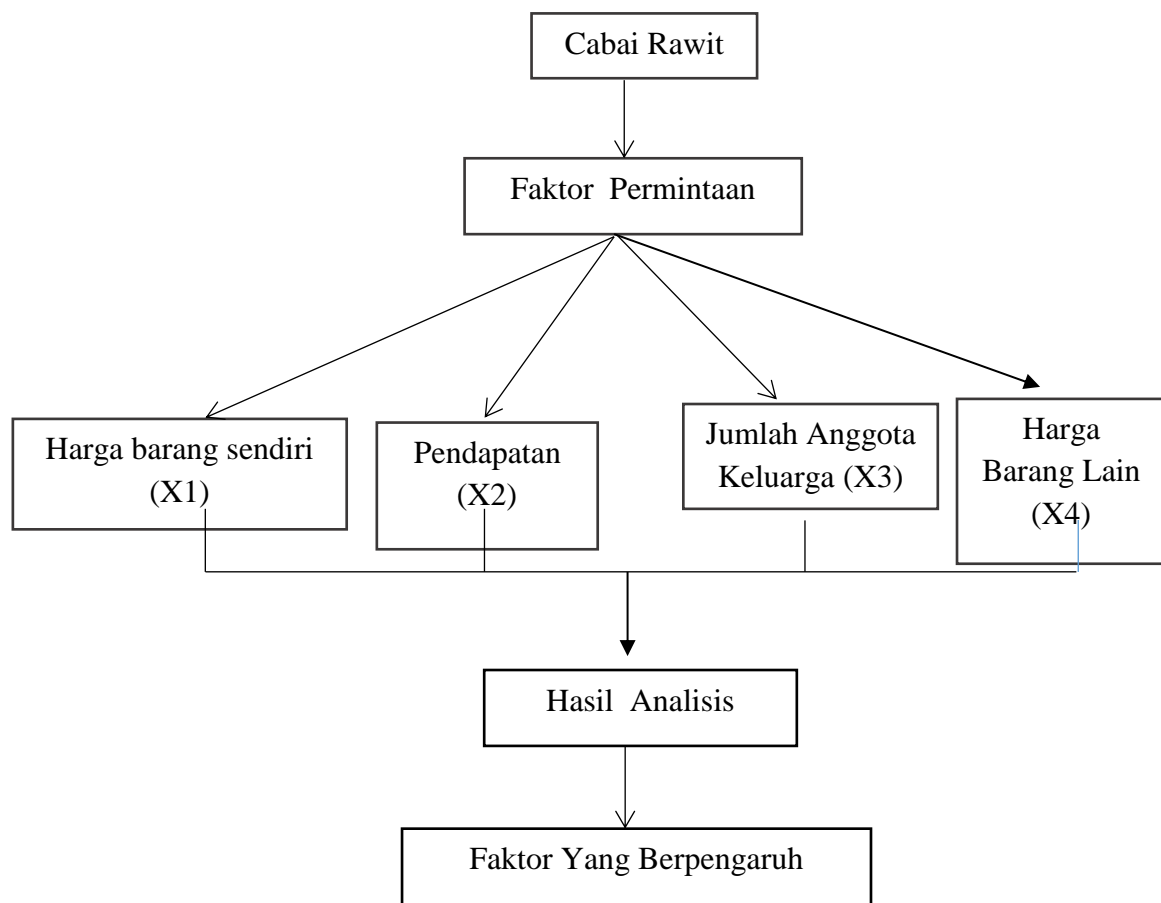 Cabai Rawit
Faktor Permintaan
Harga barang sendiri
(X1)
Pendapatan
(X2)
Jumlah Anggota
Keluarga (X3)
Harga
Barang Lain
(X4)
Hasil Analisis
Faktor Yang Berpengaruh